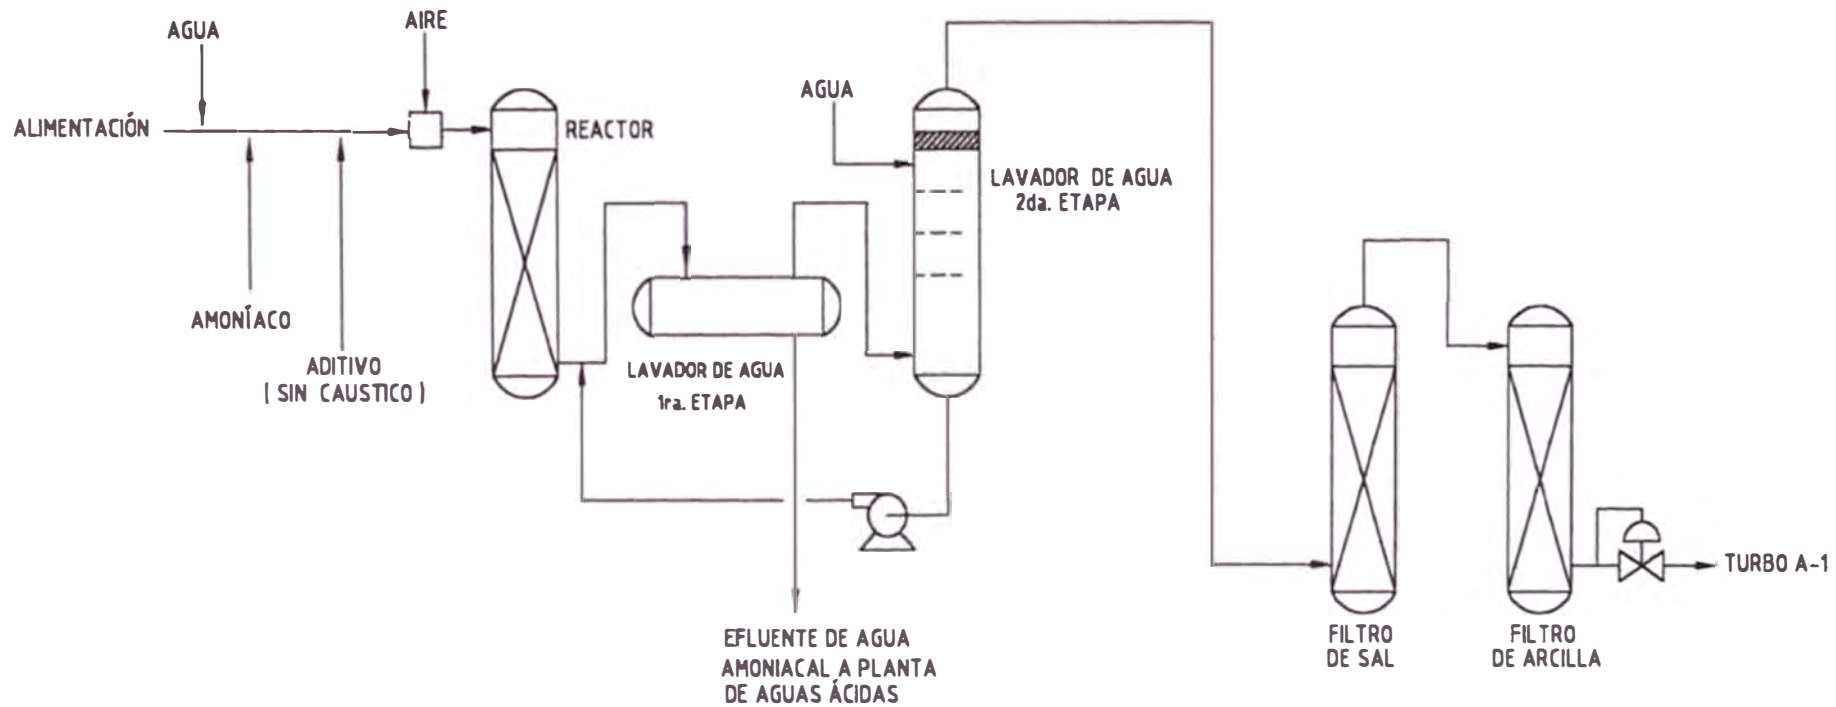 AGUA
AIRE
ALIMENTACIÓN
REACTOR
AMONÍACO
ADITIVO
( SIN CAUSTICO )
AGUA
LAVADOR DE AGUA
2da. ETAPA
LAVADOR DE AGUA
1ra. ETAPA
EFLUENTE DE AGUA
AMONIACAL A PLANTA
DE AGUAS ÁCIDAS
FILTRO
DE SAL
FILTRO
DE ARCILLA
TURBO A-1